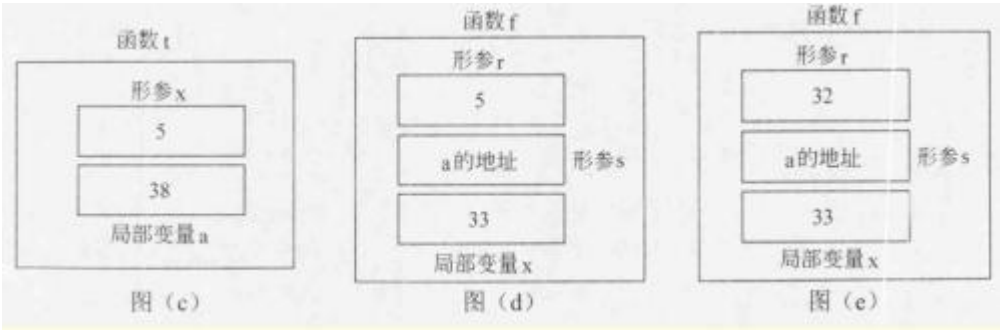 函数t
形参x
5
38
局部变量a
图（c）
函数f
形参r
5
a的地址
形参s
33
局部变量x
图（d）
函数f
形参r
32
a的地址
形参s
33
局部变量x
图（e）